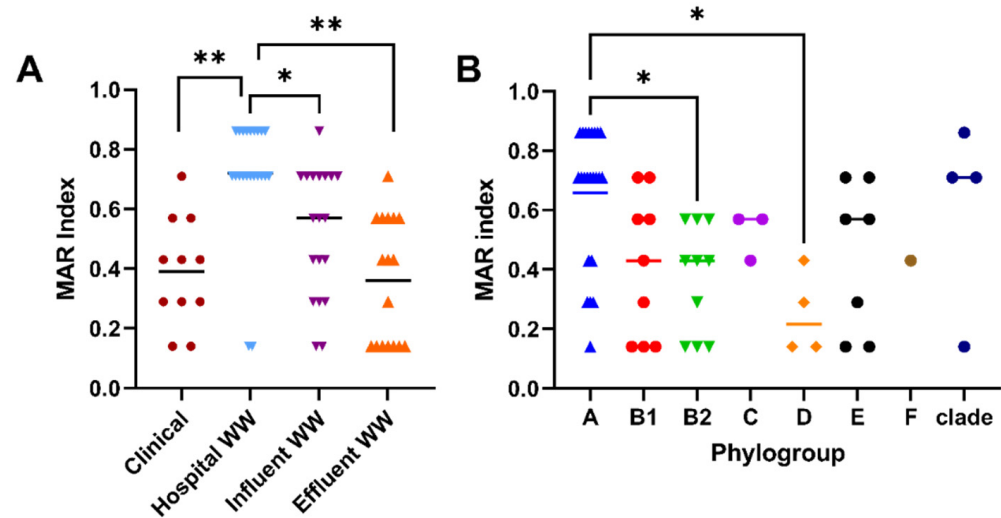 A
MAR Index
1.0
0.8
0.6
0.4
0.2
0.0
**
*
**
Clinical
Hospital WW
Influent WW
Effluent WW
B
MAR index
1.0
0.8
0.6
0.4
0.2
0.0
*
*
A B1 B2 C D E F clade
Phylogroup